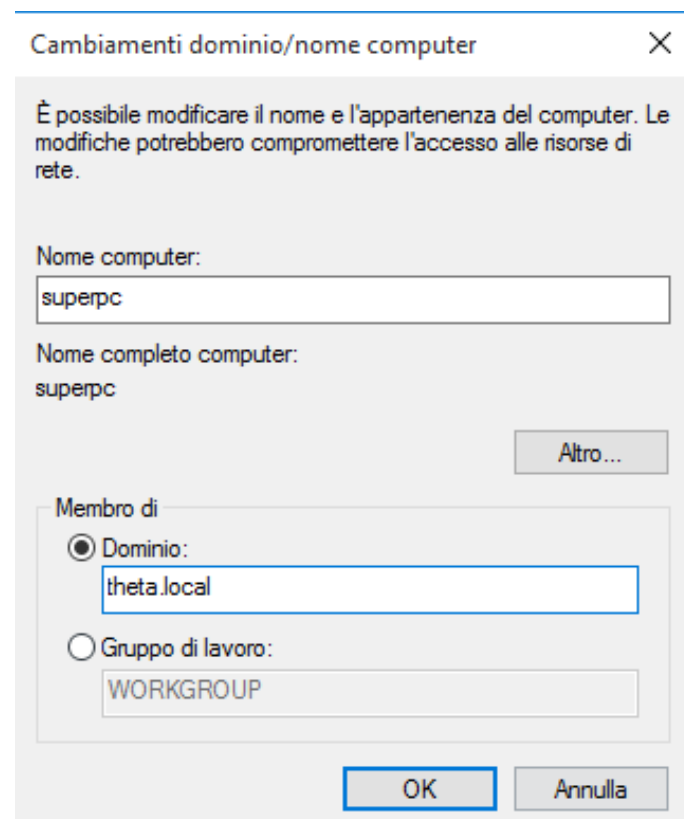 Cambiamenti dominio/nome computer
È possibile modificare il nome e l'appartenenza del computer. Le
modifiche potrebbero compromettere l'accesso alle risorse di
rete.
Nome computer:
superpc
Nome completo computer:
superpc
Altro...
Membro di
Dominio:
theta.local
Gruppo di lavoro:
WORKGROUP
OK
Annulla